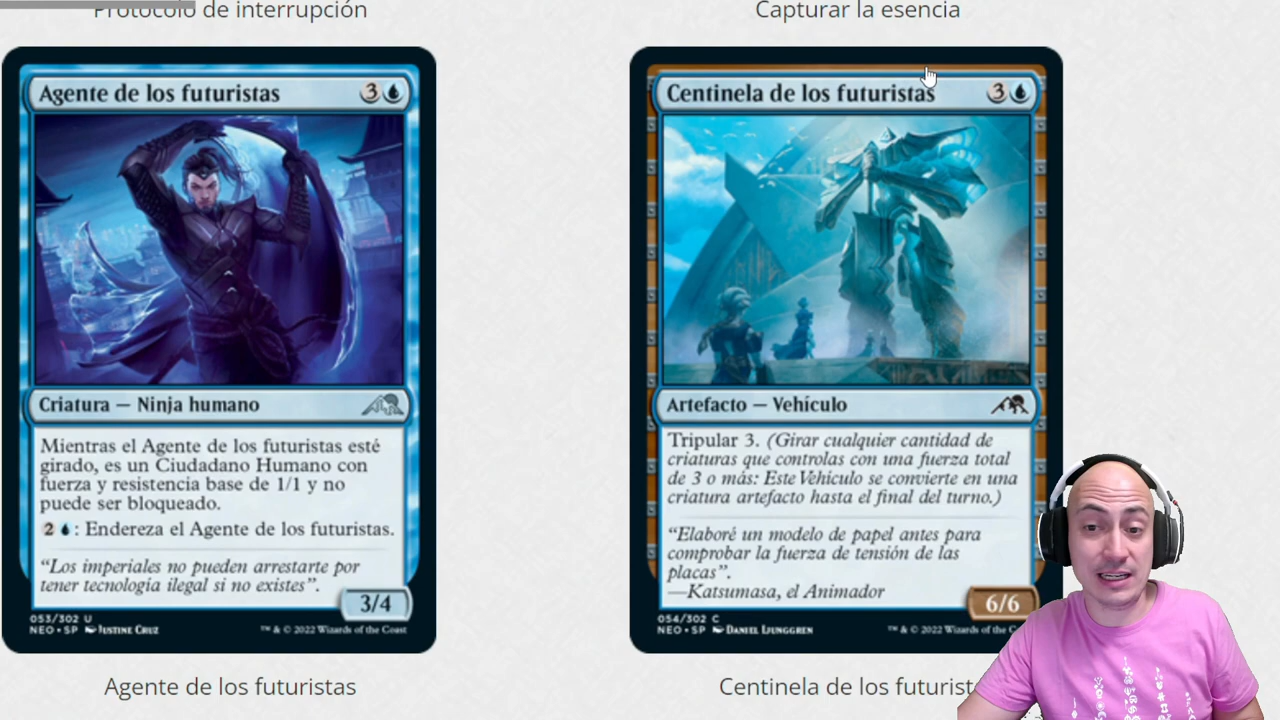 Protocolo de interrupción
Capturar la esencia
Agente de los futuristas 3
Criatura — Ninja humano
Mientras el Agente de los futuristas esté
girado, es un Ciudadano Humano con
fuerza y resistencia base de 1/1 y no
puede ser bloqueado.
2 : Endereza el Agente de los futuristas.
“Los imperiales no pueden arrestarte por
tener tecnología ilegal si no existes”.
3/4
053/302 U
NEO • SP Justine Cruz ™ & © 2022 Wizards of the Coast
Agente de los futuristas
Centinela de los futuristas 3
Artefacto — Vehículo
Tripular 3. (Girar cualquier cantidad de
criaturas que controlas con una fuerza total
de 3 o más: Este Vehículo se convierte en una
criatura artefacto hasta el final del turno.)
“Elaboré un modelo de papel antes para
comprobar la fuerza de tensión de las
placas”.
—Katsumasa, el Animador
6/6
054/302 C
NEO • SP Daniel Ljunggren ™ & © 2022 Wizards of the C
Centinela de los futurist